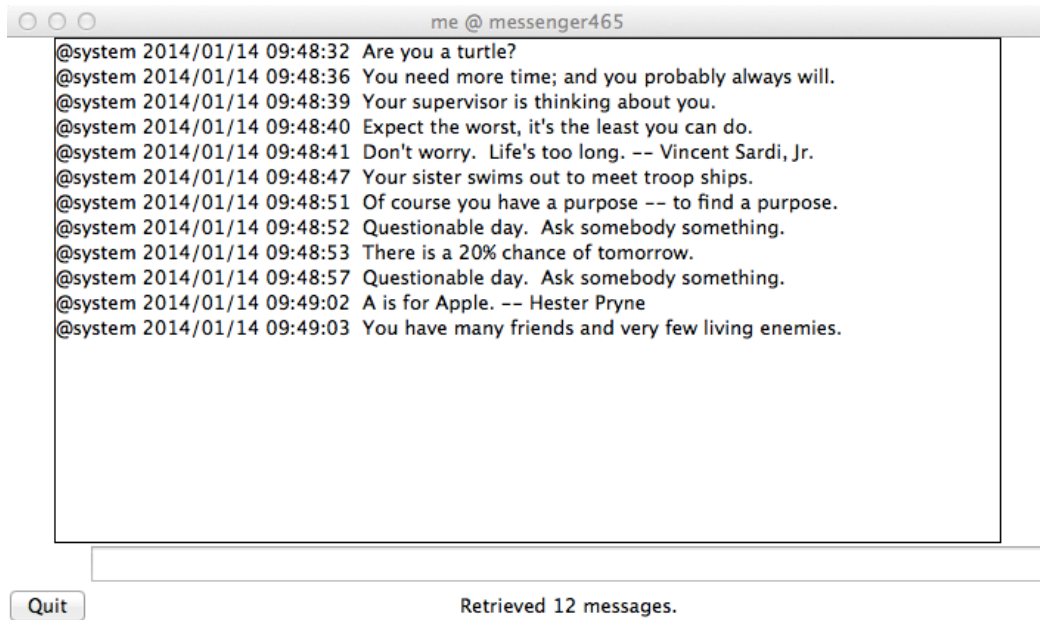 me @ messenger465
@system 2014/01/14 09:48:32  Are you a turtle?
@system 2014/01/14 09:48:36  You need more time; and you probably always will.
@system 2014/01/14 09:48:39  Your supervisor is thinking about you.
@system 2014/01/14 09:48:40  Expect the worst, it's the least you can do.
@system 2014/01/14 09:48:41  Don't worry.  Life's too long. -- Vincent Sardi, Jr.
@system 2014/01/14 09:48:47  Your sister swims out to meet troop ships.
@system 2014/01/14 09:48:51  Of course you have a purpose -- to find a purpose.
@system 2014/01/14 09:48:52  Questionable day.  Ask somebody something.
@system 2014/01/14 09:48:53  There is a 20% chance of tomorrow.
@system 2014/01/14 09:48:57  Questionable day.  Ask somebody something.
@system 2014/01/14 09:49:02  A is for Apple. -- Hester Pryne
@system 2014/01/14 09:49:03  You have many friends and very few living enemies.
Quit
Retrieved 12 messages.